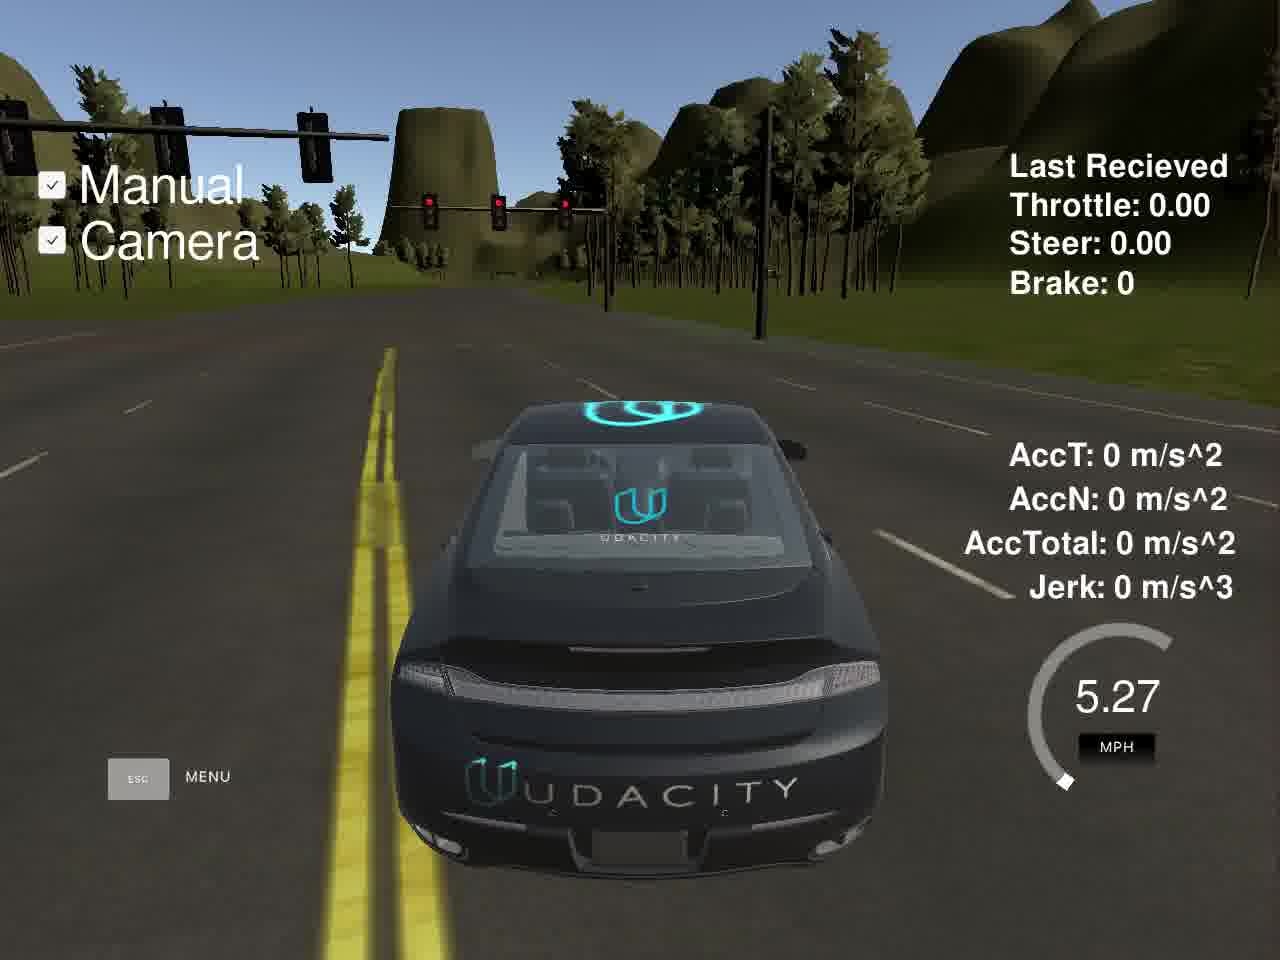 Manual
Camera
Last Recieved
Throttle: 0.00
Steer: 0.00
Brake: 0
AccT: 0 m/s^2
AccN: 0 m/s^2
AccTotal: 0 m/s^2
Jerk: 0 m/s^3
UDACITY
5.27
MPH
ESC
MENU
UDACITY